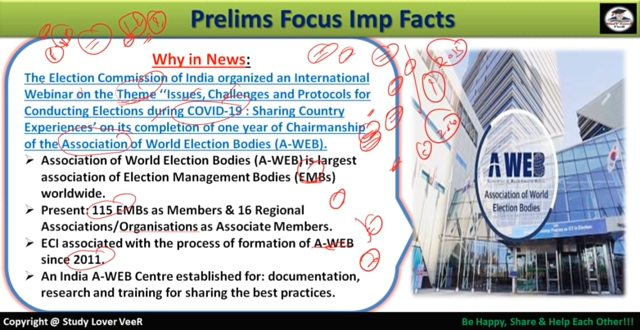 Prelims Focus Imp Facts
Why in News:
The Election Commission of India organized an International
Webinar on the Theme "Issues, Challenges and Protocols for
Conducting Elections during COVID-19 : Sharing Country
Experiences' on its completion of one year of Chairmanship
of the Association of World Election Bodies (A-WEB).
➤ Association of World Election Bodies (A-WEB) is largest
association of Election Management Bodies (EMBs)
worldwide.
➤ Present: 115 EMBs as Members & 16 Regional
Associations/Organisations as Associate Members.
➤ ECI associated with the process of formation of A-WEB
since 2011.
➤ An India A-WEB Centre established for: documentation,
research and training for sharing the best practices.
A WEB
Association of World
Election Bodies
Copyright @ Study Lover VeeR
Be Happy, Share & Help Each Other!!!